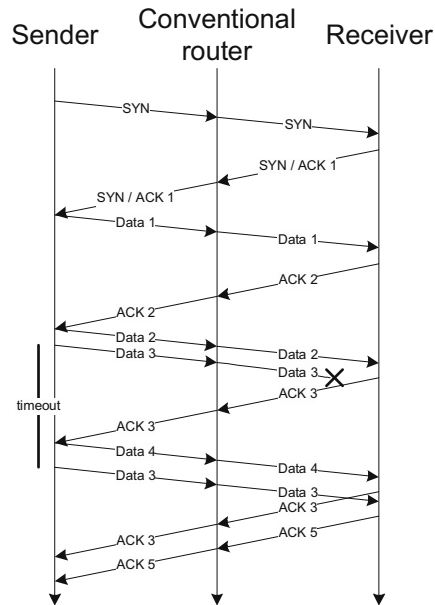 Sender
Conventional
router
Receiver
SYN
SYN
SYN / ACK 1
SYN / ACK 1
Data 1
Data 1
ACK 2
ACK 2
Data 2
Data 3
Data 2
Data 3
timeout
ACK 3
ACK 3
Data 4
Data 4
Data 3
Data 3
ACK 3
ACK 5
ACK 3
ACK 5